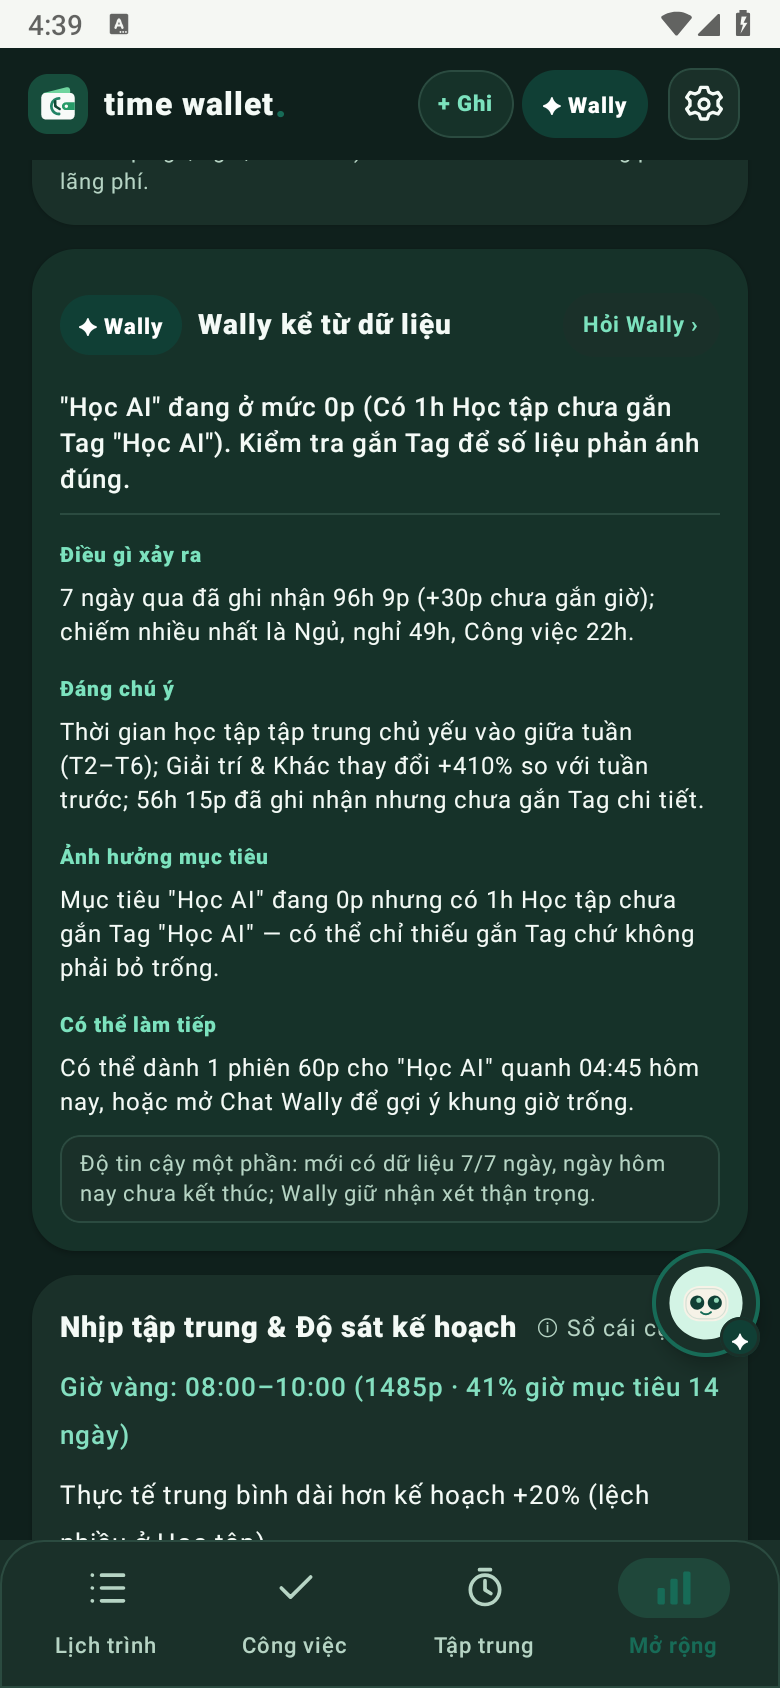 4:39
A
time wallet.
+ Ghi
Wally
lãng phí.
Wally
Wally kể từ dữ liệu
Hỏi Wally ›
"Học AI" đang ở mức 0p (Có 1h Học tập chưa gắn
Tag "Học AI"). Kiểm tra gắn Tag để số liệu phản ánh
đúng.
Điều gì xảy ra
7 ngày qua đã ghi nhận 96h 9p (+30p chưa gắn giờ);
chiếm nhiều nhất là Ngủ, nghỉ 49h, Công việc 22h.
Đáng chú ý
Thời gian học tập tập trung chủ yếu vào giữa tuần
(T2–T6); Giải trí & Khác thay đổi +410% so với tuần
trước; 56h 15p đã ghi nhận nhưng chưa gắn Tag chi tiết.
Ảnh hưởng mục tiêu
Mục tiêu "Học AI" đang 0p nhưng có 1h Học tập chưa
gắn Tag "Học AI" — có thể chỉ thiếu gắn Tag chứ không
phải bỏ trống.
Có thể làm tiếp
Có thể dành 1 phiên 60p cho "Học AI" quanh 04:45 hôm
nay, hoặc mở Chat Wally để gợi ý khung giờ trống.
Độ tin cậy một phần: mới có dữ liệu 7/7 ngày, ngày hôm
nay chưa kết thúc; Wally giữ nhận xét thận trọng.
Nhịp tập trung & Độ sát kế hoạch
Sổ cái
Giờ vàng: 08:00–10:00 (1485p · 41% giờ mục tiêu 14
ngày)
Thực tế trung bình dài hơn kế hoạch +20% (lệch
nhiều ở Học tập)
Lịch trình
Công việc
Tập trung
Mở rộng